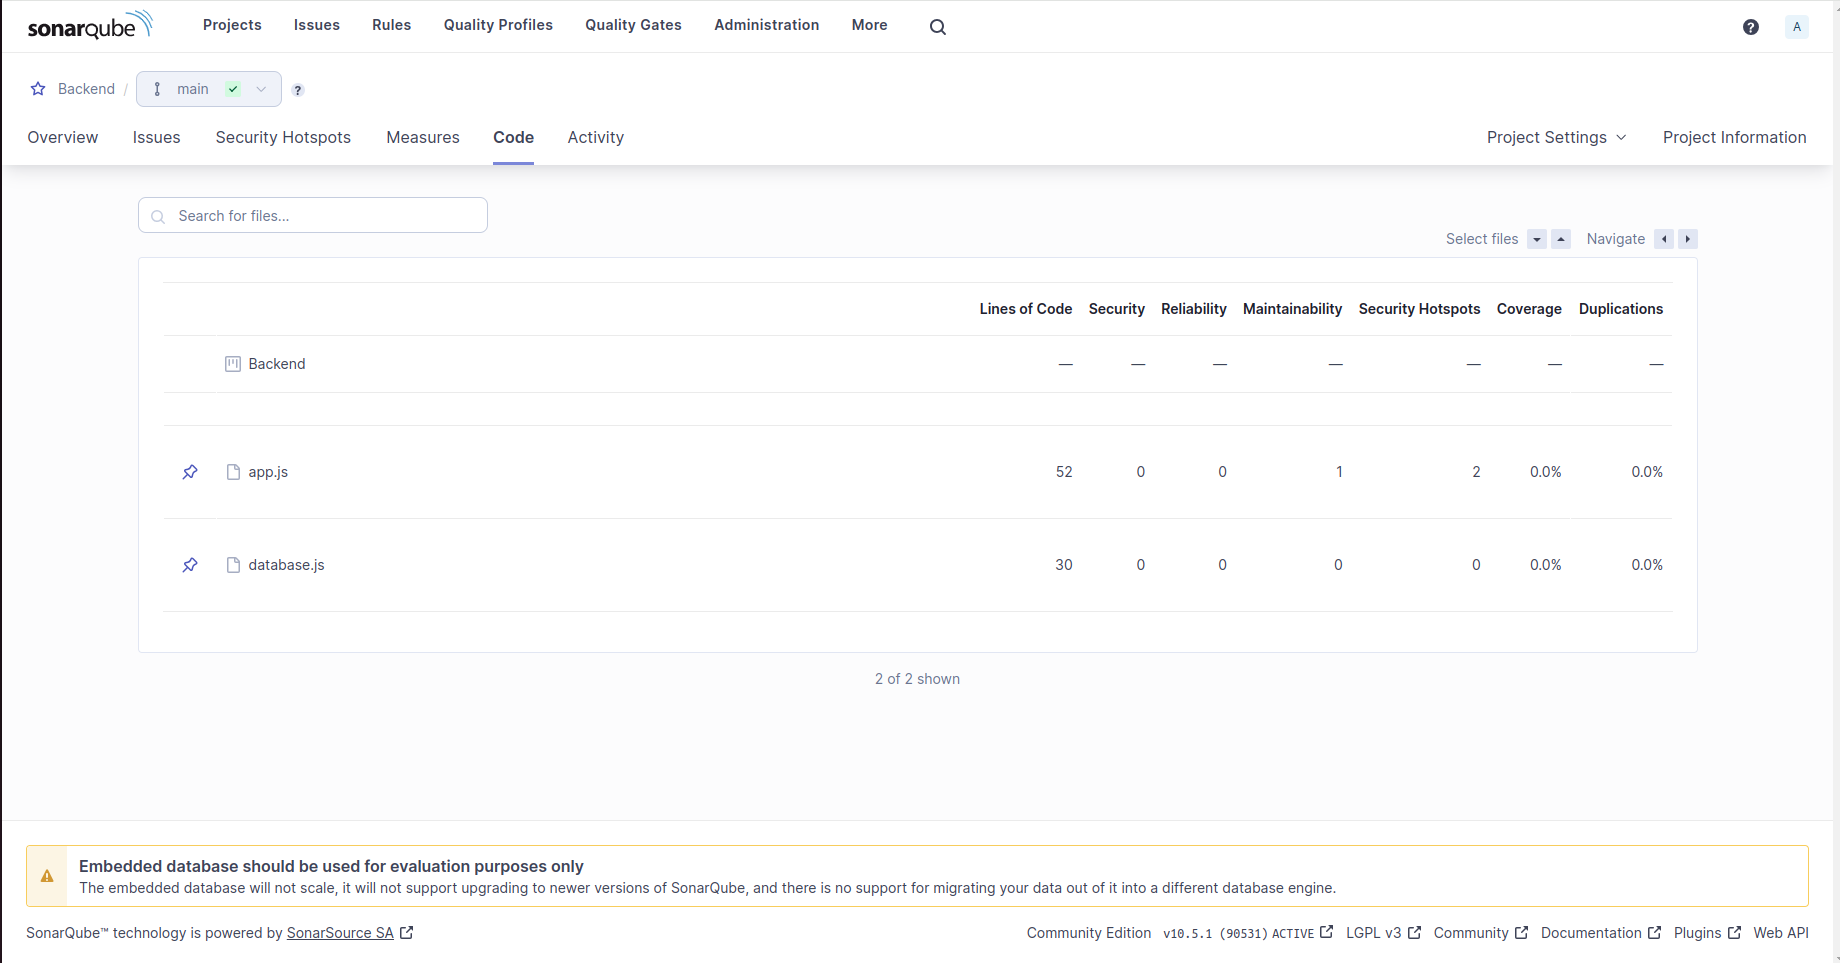 sonarqube Projects Issues Rules Quality Profiles Quality Gates Administration More ? A
Backend / main ?
Overview Issues Security Hotspots Measures Code Activity Project Settings Project Information
Search for files...
Select files Navigate
Lines of Code Security Reliability Maintainability Security Hotspots Coverage Duplications
Backend — — — — — — —
app.js 52 0 0 1 2 0.0% 0.0%
database.js 30 0 0 0 0 0.0% 0.0%
2 of 2 shown
Embedded database should be used for evaluation purposes only
The embedded database will not scale, it will not support upgrading to newer versions of SonarQube, and there is no support for migrating your data out of it into a different database engine.
SonarQube™ technology is powered by SonarSource SA Community Edition v10.5.1 (90531) ACTIVE LGPL v3 Community Documentation Plugins Web API